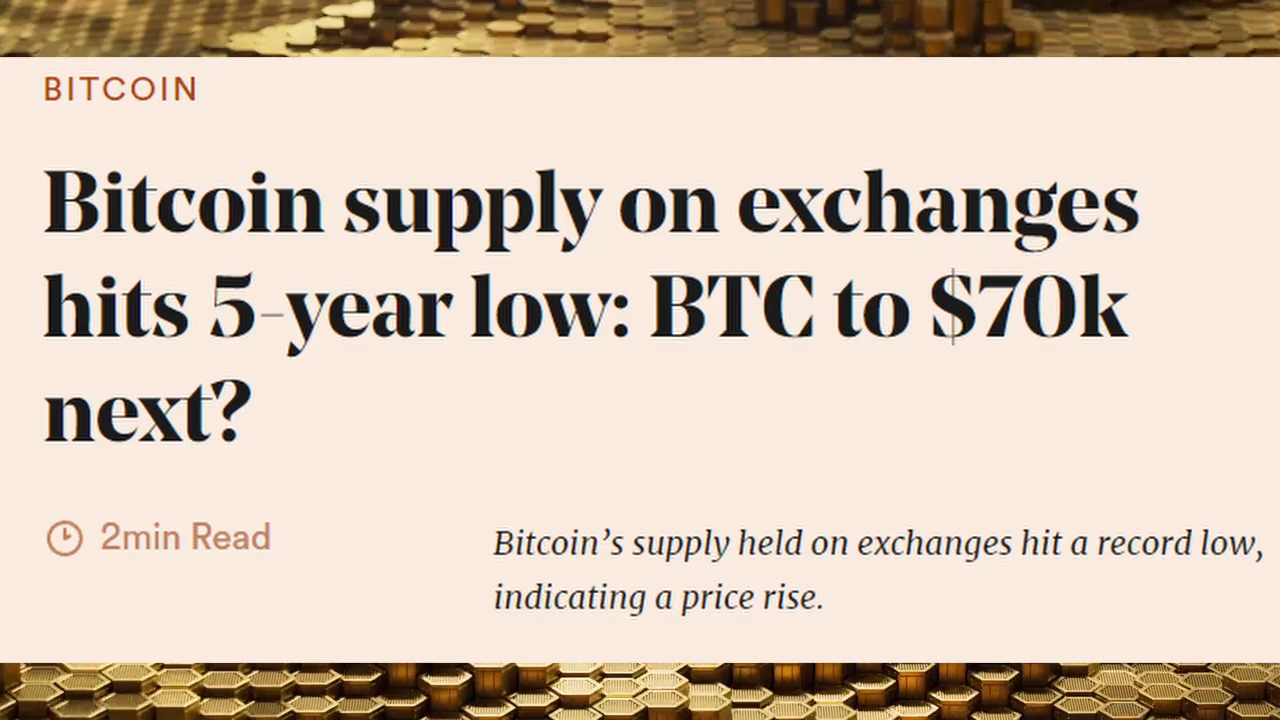 BITCOIN
Bitcoin supply on exchanges
hits 5-year low: BTC to $70k
next?
2min Read
Bitcoin’s supply held on exchanges hit a record low,
indicating a price rise.